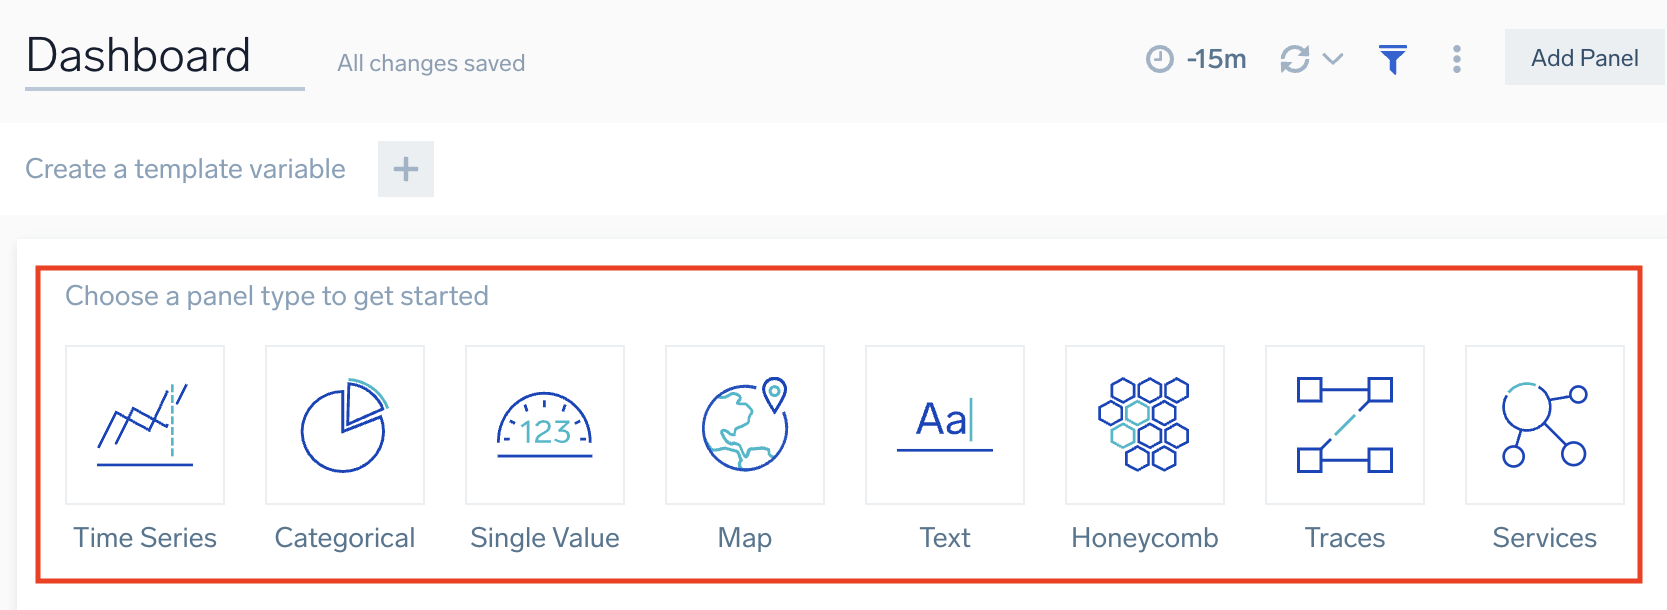 Dashboard
All changes saved
-15m
Add Panel
Create a template variable
+
Choose a panel type to get started
123
Aa
Time Series
Categorical
Single Value
Map
Text
Honeycomb
Traces
Services